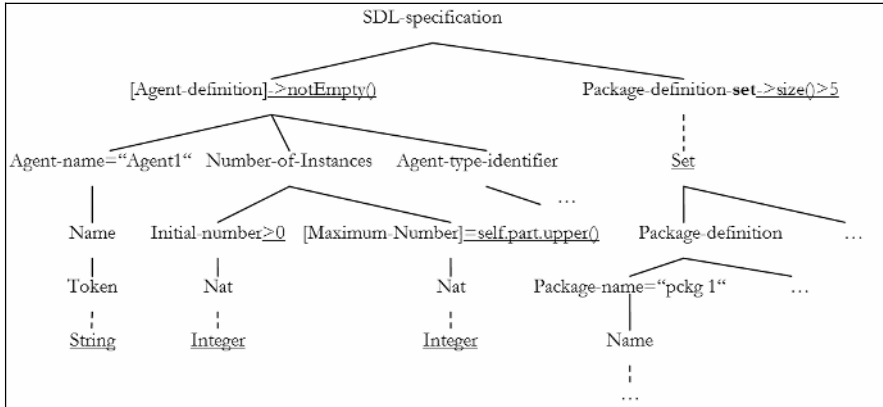 SDL-specification
[Agent-definition]->notEmpty() Package-definition-set->size()>5
Agent-name=“Agent1“ Number-of-Instances Agent-type-identifier Set
…
Name Initial-number>0 [Maximum-Number]=self.part.upper() Package-definition …
Token Nat Nat Package-name=“pckg 1“ …
String Integer Integer Name
…